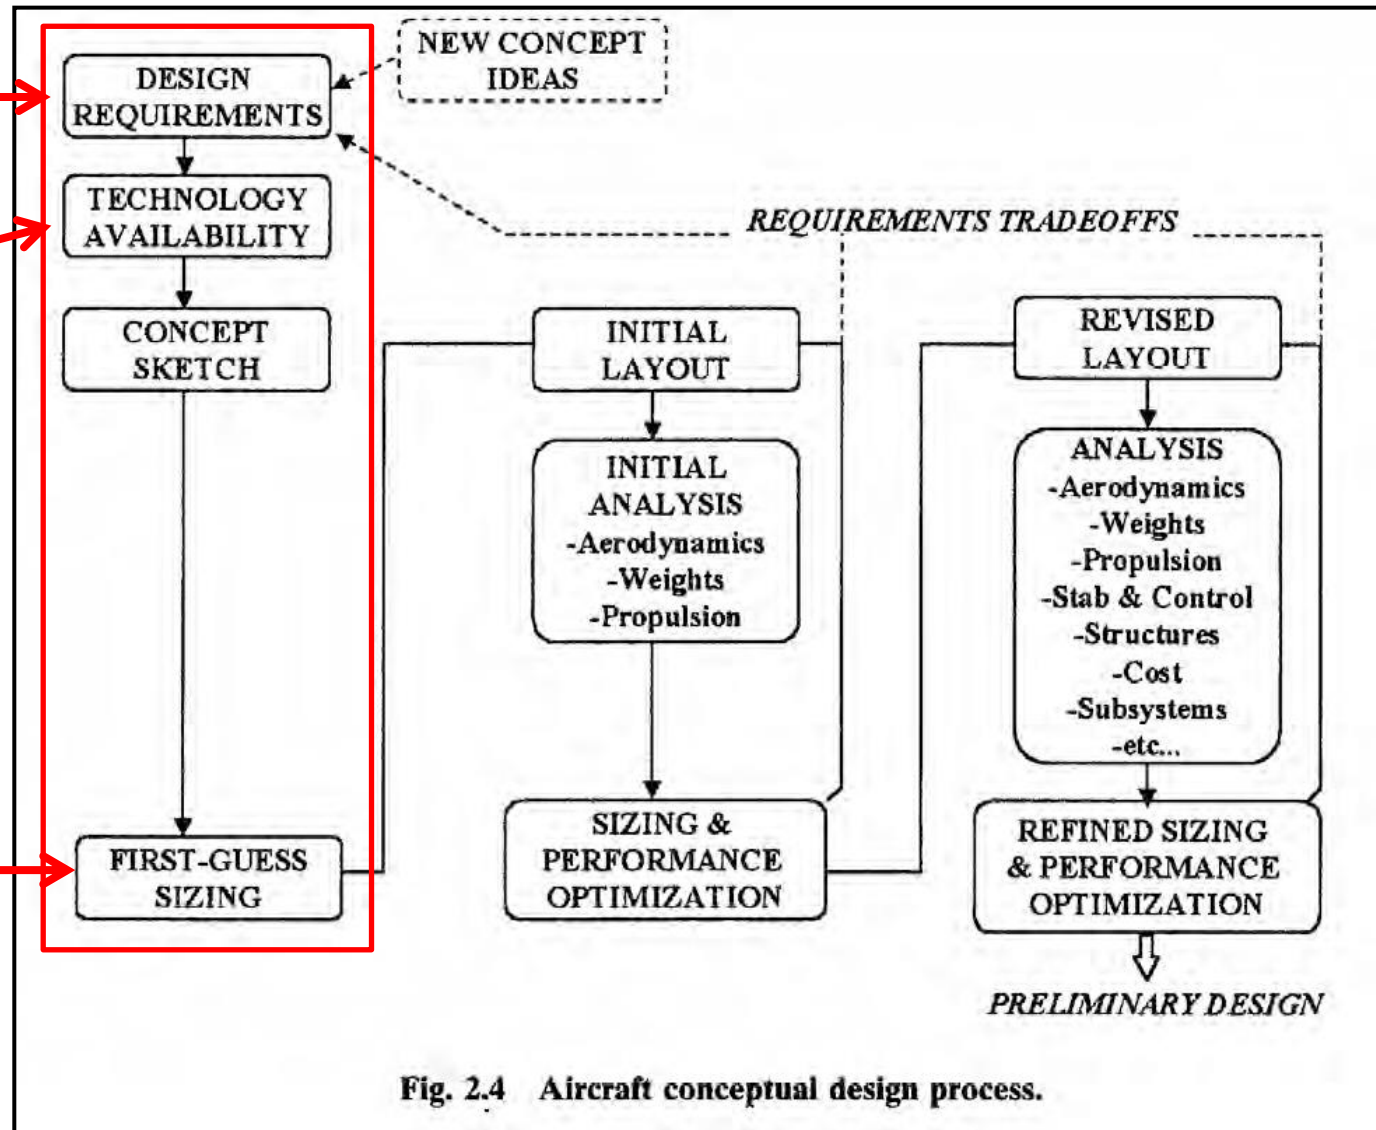 DESIGN
REQUIREMENTS
NEW CONCEPT
IDEAS
TECHNOLOGY
AVAILABILITY
REQUIREMENTS TRADEOFFS
CONCEPT
SKETCH
FIRST-GUESS
SIZING
INITIAL
LAYOUT
INITIAL
ANALYSIS
-Aerodynamics
-Weights
-Propulsion
SIZING &
PERFORMANCE
OPTIMIZATION
REVISED
LAYOUT
ANALYSIS
-Aerodynamics
-Weights
-Propulsion
-Stab & Control
-Structures
-Cost
-Subsystems
-etc...
REFINED SIZING
& PERFORMANCE
OPTIMIZATION
PRELIMINARY DESIGN
Fig. 2.4 Aircraft conceptual design process.